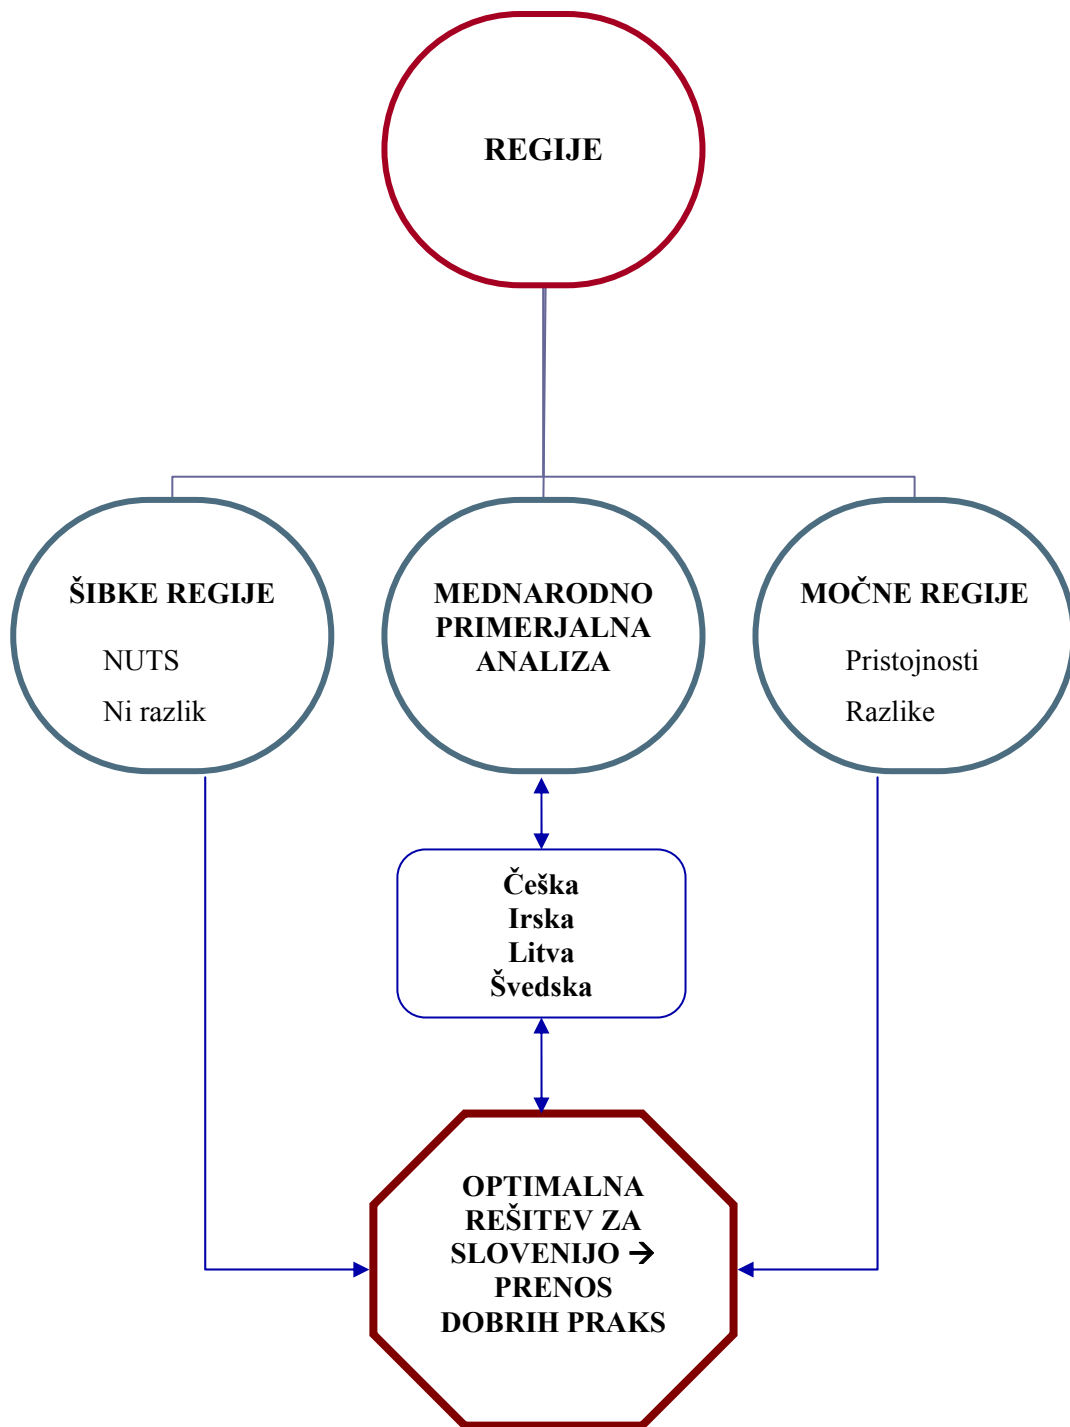 REGIJE
ŠIBKE REGIJE
NUTS
Ni razlik
MEDNARODNO
PRIMERJALNA
ANALIZA
MOČNE REGIJE
Pristojnosti
Razlike
Češka
Irska
Litva
Švedska
OPTIMALNA
REŠITEV ZA
SLOVENIJO →
PRENOS
DOBRIH PRAKS